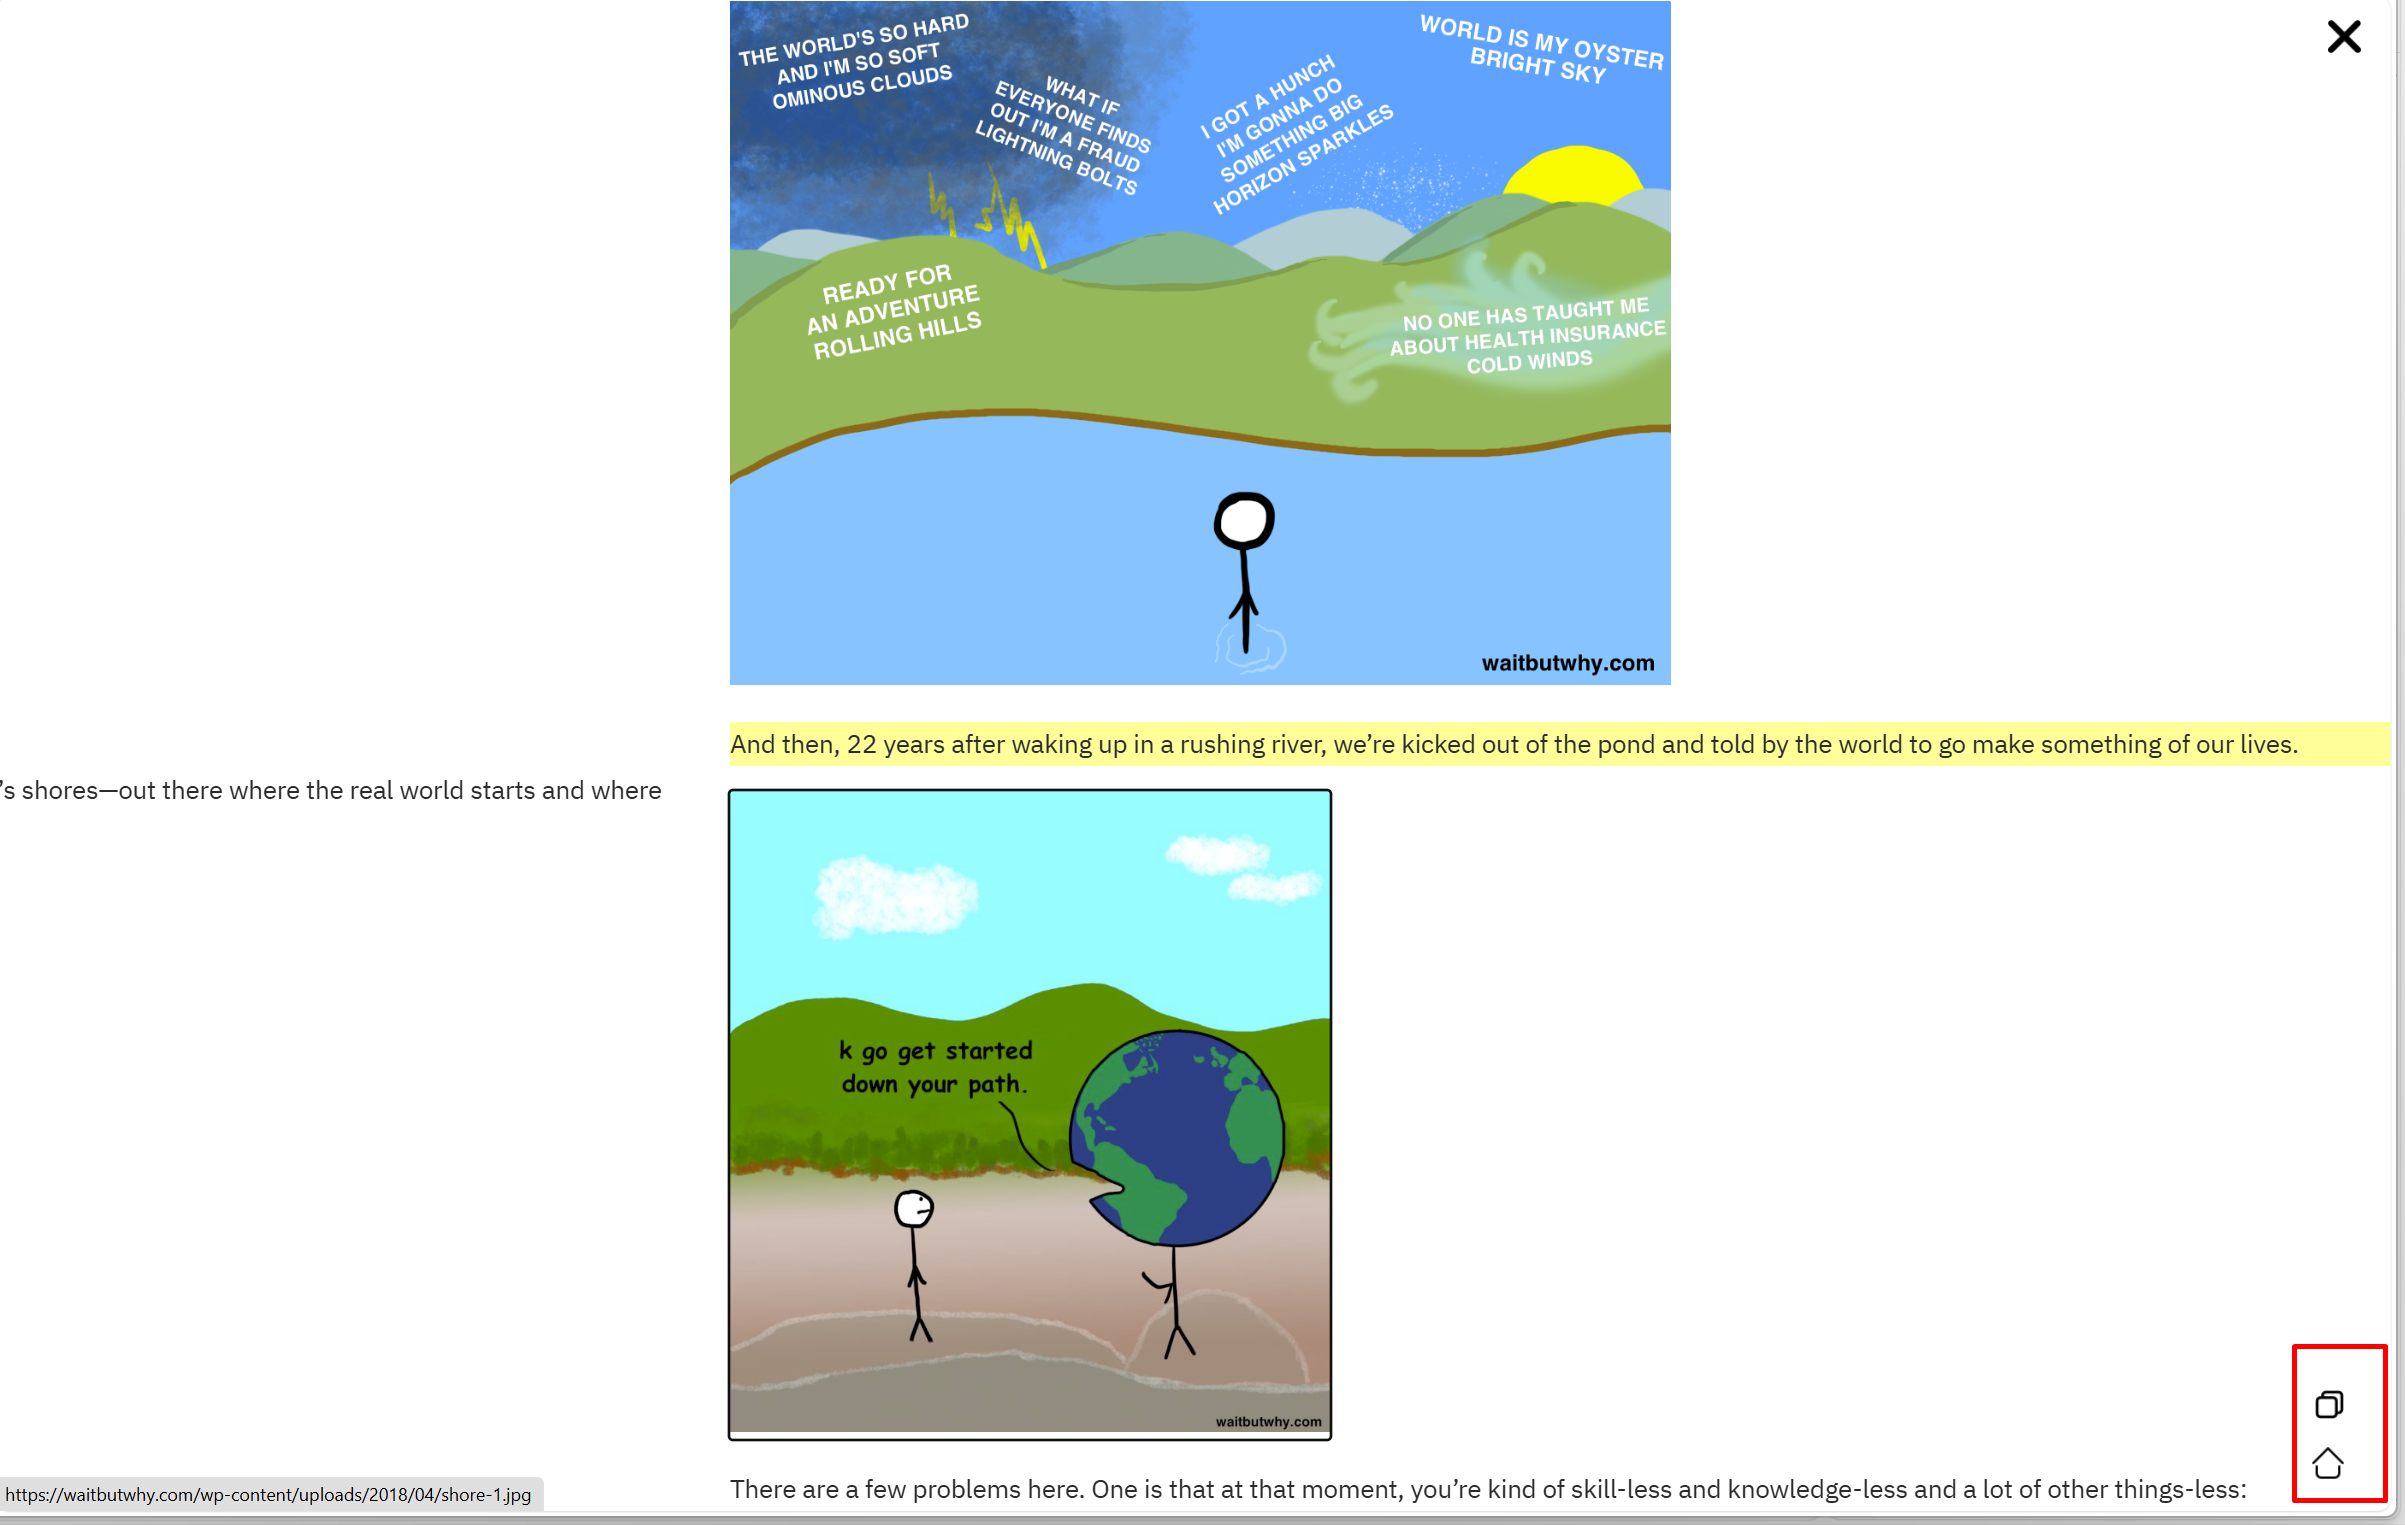 THE WORLD'S SO HARD
AND I'M SO SOFT
OMINOUS CLOUDS
WHAT IF
EVERYONE FINDS
OUT I'M A FRAUD
LIGHTNING BOLTS
I GOT A HUNCH
I'M GONNA DO
SOMETHING BIG
HORIZON SPARKLES
WORLD IS MY OYSTER
BRIGHT SKY
READY FOR
AN ADVENTURE
ROLLING HILLS
NO ONE HAS TAUGHT ME
ABOUT HEALTH INSURANCE
COLD WINDS
waitbutwhy.com
And then, 22 years after waking up in a rushing river, we’re kicked out of the pond and told by the world to go make something of our lives.
’s shores—out there where the real world starts and where
k go get started
down your path.
waitbutwhy.com
There are a few problems here. One is that at that moment, you’re kind of skill-less and knowledge-less and a lot of other things-less:
https://waitbutwhy.com/wp-content/uploads/2018/04/shore-1.jpg